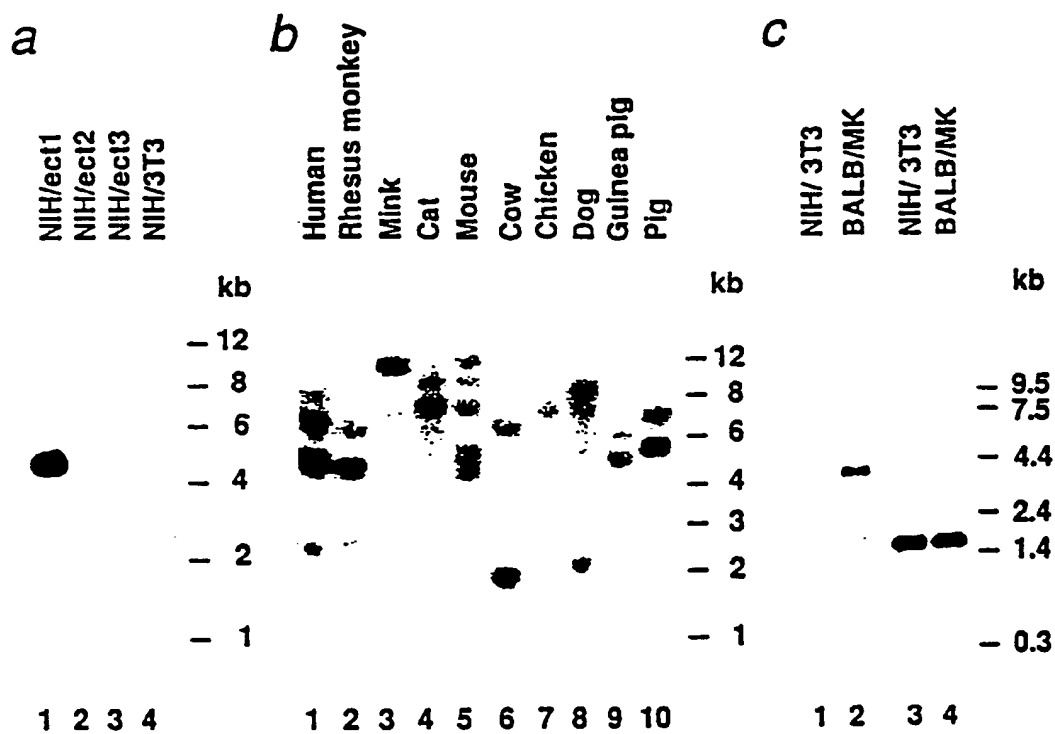 a
NIH/ect1
NIH/ect2
NIH/ect3
NIH/3T3
kb
12
8
6
4
2
1
1 2 3 4
b
Human
Rhesus monkey
Mink
Cat
Mouse
Cow
Chicken
Dog
Guinea pig
Pig
kb
12
8
6
4
3
2
1
1 2 3 4 5 6 7 8 9 10
c
NIH/ 3T3
BALB/MK
NIH/ 3T3
BALB/MK
kb
9.5
7.5
4.4
2.4
1.4
0.3
1 2 3 4